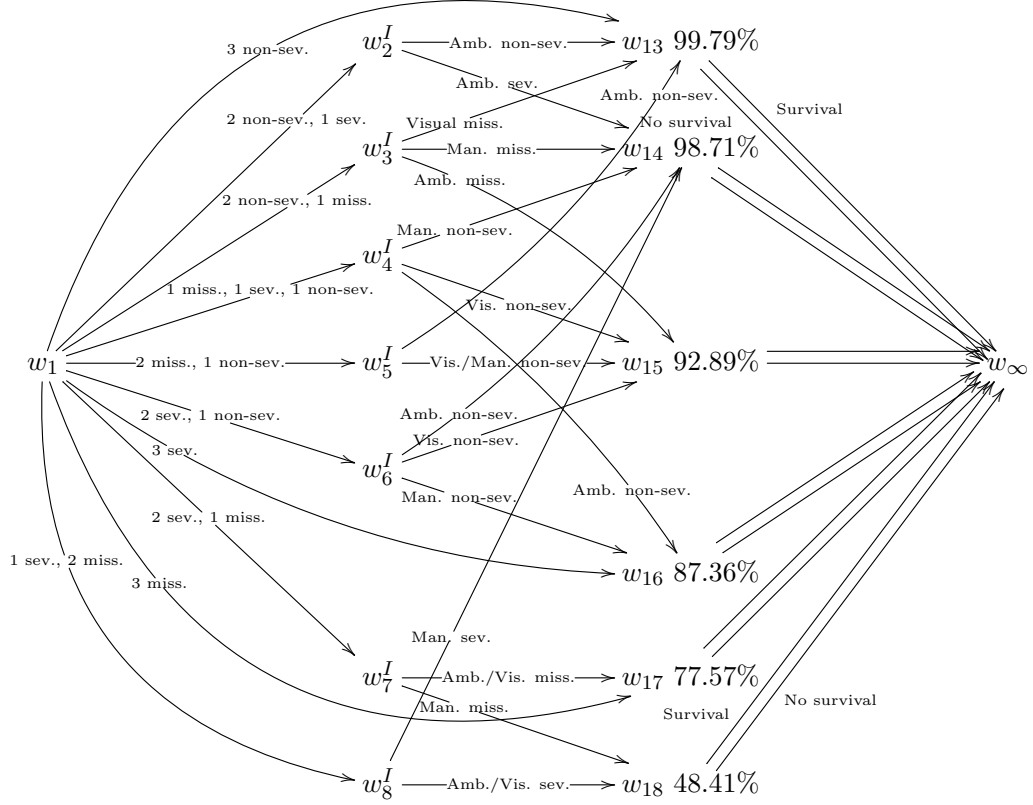 3 non-sev.
w_2^I
Amb. non-sev.
w_13 99.79%
Amb. sev.
Amb. non-sev.
Survival
2 non-sev., 1 sev.
Visual miss.
No survival
w_3^I
Man. miss.
w_14 98.71%
Amb. miss.
2 non-sev., 1 miss.
Man. non-sev.
w_4^I
1 miss., 1 sev., 1 non-sev.
Vis. non-sev.
w_1
2 miss., 1 non-sev.
w_5^I
Vis./Man. non-sev.
w_15 92.89%
w_∞
2 sev., 1 non-sev.
Amb. non-sev.
3 sev.
Vis. non-sev.
w_6^I
Man. non-sev.
Amb. non-sev.
2 sev., 1 miss.
1 sev., 2 miss.
w_16 87.36%
3 miss.
Man. sev.
w_7^I
Amb./Vis. miss.
w_17 77.57%
Man. miss.
Survival
No survival
w_8^I
Amb./Vis. sev.
w_18 48.41%